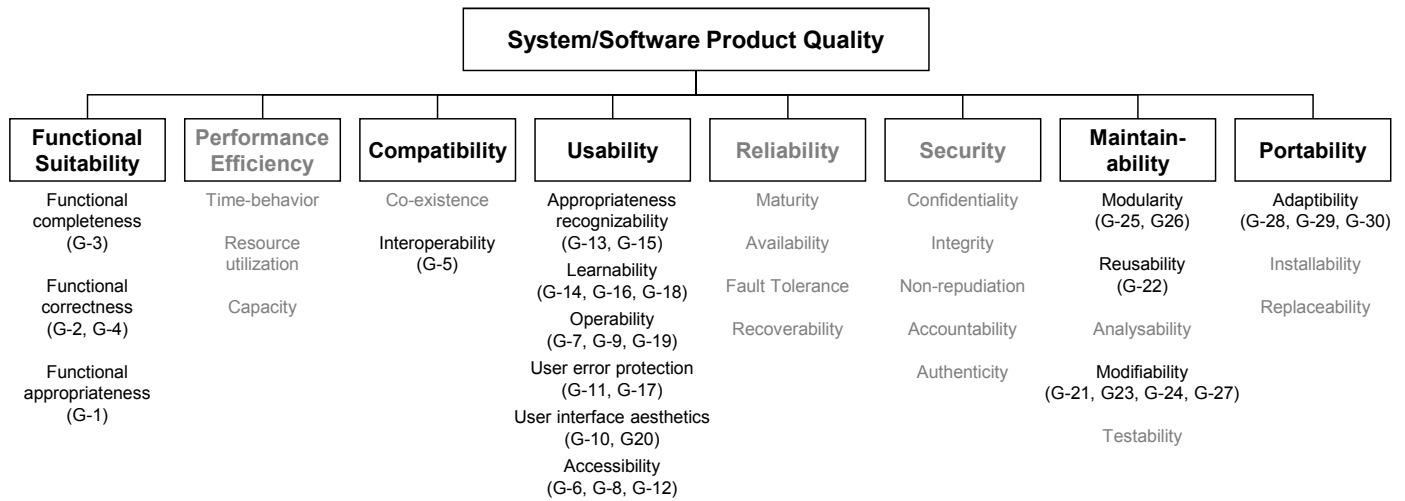 System/Software Product Quality
Functional
Suitability
Functional
completeness
(G-3)
Functional
correctness
(G-2, G-4)
Functional
appropriateness
(G-1)
Performance
Efficiency
Time-behavior
Resource
utilization
Capacity
Compatibility
Co-existence
Interoperability
(G-5)
Usability
Appropriateness
recognizability
(G-13, G-15)
Learnability
(G-14, G-16, G-18)
Operability
(G-7, G-9, G-19)
User error protection
(G-11, G-17)
User interface aesthetics
(G-10, G20)
Accessibility
(G-6, G-8, G-12)
Reliability
Maturity
Availability
Fault Tolerance
Recoverability
Security
Confidentiality
Integrity
Non-repudiation
Accountability
Authenticity
Maintain-
ability
Modularity
(G-25, G26)
Reusability
(G-22)
Analysability
Modifiability
(G-21, G23, G-24, G-27)
Testability
Portability
Adaptibility
(G-28, G-29, G-30)
Installability
Replaceability